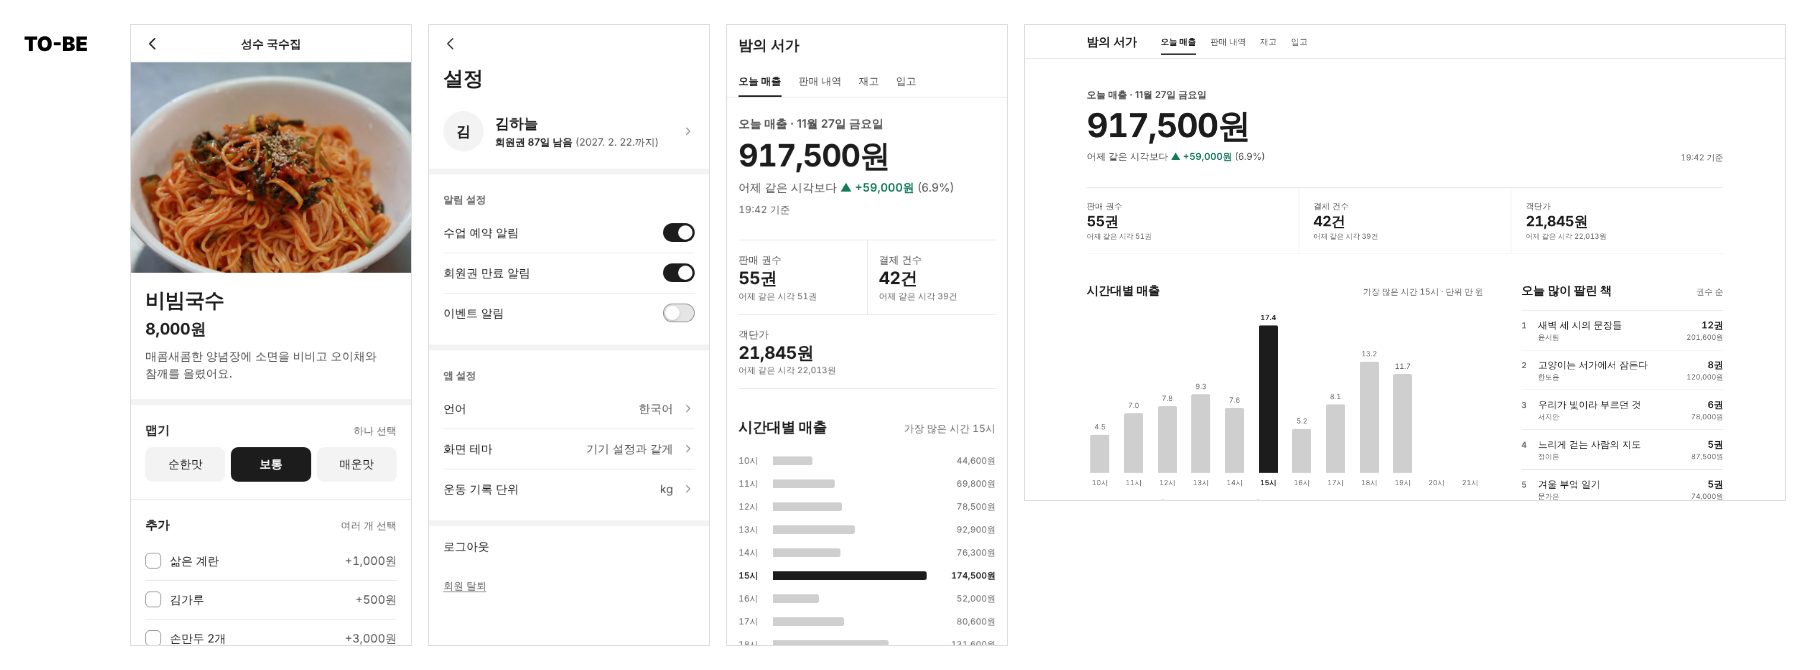 TO-BE
성수 국수집
비빔국수
8,000원
매콤새콤한 양념장에 소면을 비비고 오이채와
참깨를 올렸어요.
맵기 하나 선택
순한맛 보통 매운맛
추가 여러 개 선택
삶은 계란 +1,000원
김가루 +500원
손만두 2개 +3,000원
설정
김 김하늘
회원권 87일 남음 (2027. 2. 22.까지)
알림 설정
수업 예약 알림
회원권 만료 알림
이벤트 알림
앱 설정
언어 한국어
화면 테마 기기 설정과 같게
운동 기록 단위 kg
로그아웃
회원 탈퇴
밤의 서가
오늘 매출 판매 내역 재고 입고
오늘 매출 · 11월 27일 금요일
917,500원
어제 같은 시각보다 ▲ +59,000원 (6.9%)
19:42 기준
판매 권수 결제 건수
55권 42건
어제 같은 시각 51권 어제 같은 시각 39건
객단가
21,845원
어제 같은 시각 22,013원
시간대별 매출 가장 많은 시간 15시
10시 44,600원
11시 69,800원
12시 78,500원
13시 92,900원
14시 76,300원
15시 174,500원
16시 52,000원
17시 80,600원
18시 131,600원
밤의 서가 오늘 매출 판매 내역 재고 입고
오늘 매출 · 11월 27일 금요일
917,500원
어제 같은 시각보다 ▲ +59,000원 (6.9%) 19:42 기준
판매 권수 결제 건수 객단가
55권 42건 21,845원
어제 같은 시각 51권 어제 같은 시각 39건 어제 같은 시각 22,013원
시간대별 매출 가장 많은 시간 15시 · 단위 만 원
4.5 7.0 7.8 9.3 7.6 17.4 5.2 8.1 13.2 11.7
10시 11시 12시 13시 14시 15시 16시 17시 18시 19시 20시 21시
오늘 많이 팔린 책 권수 순
1 새벽 세 시의 문장들 12권
윤서림 201,600원
2 고양이는 서가에서 잠든다 8권
한도윤 120,000원
3 우리가 빛이라 부르던 것 6권
서지안 78,000원
4 느리게 걷는 사람의 지도 5권
정이든 87,500원
5 겨울 부엌 일기 5권
문가은 74,000원